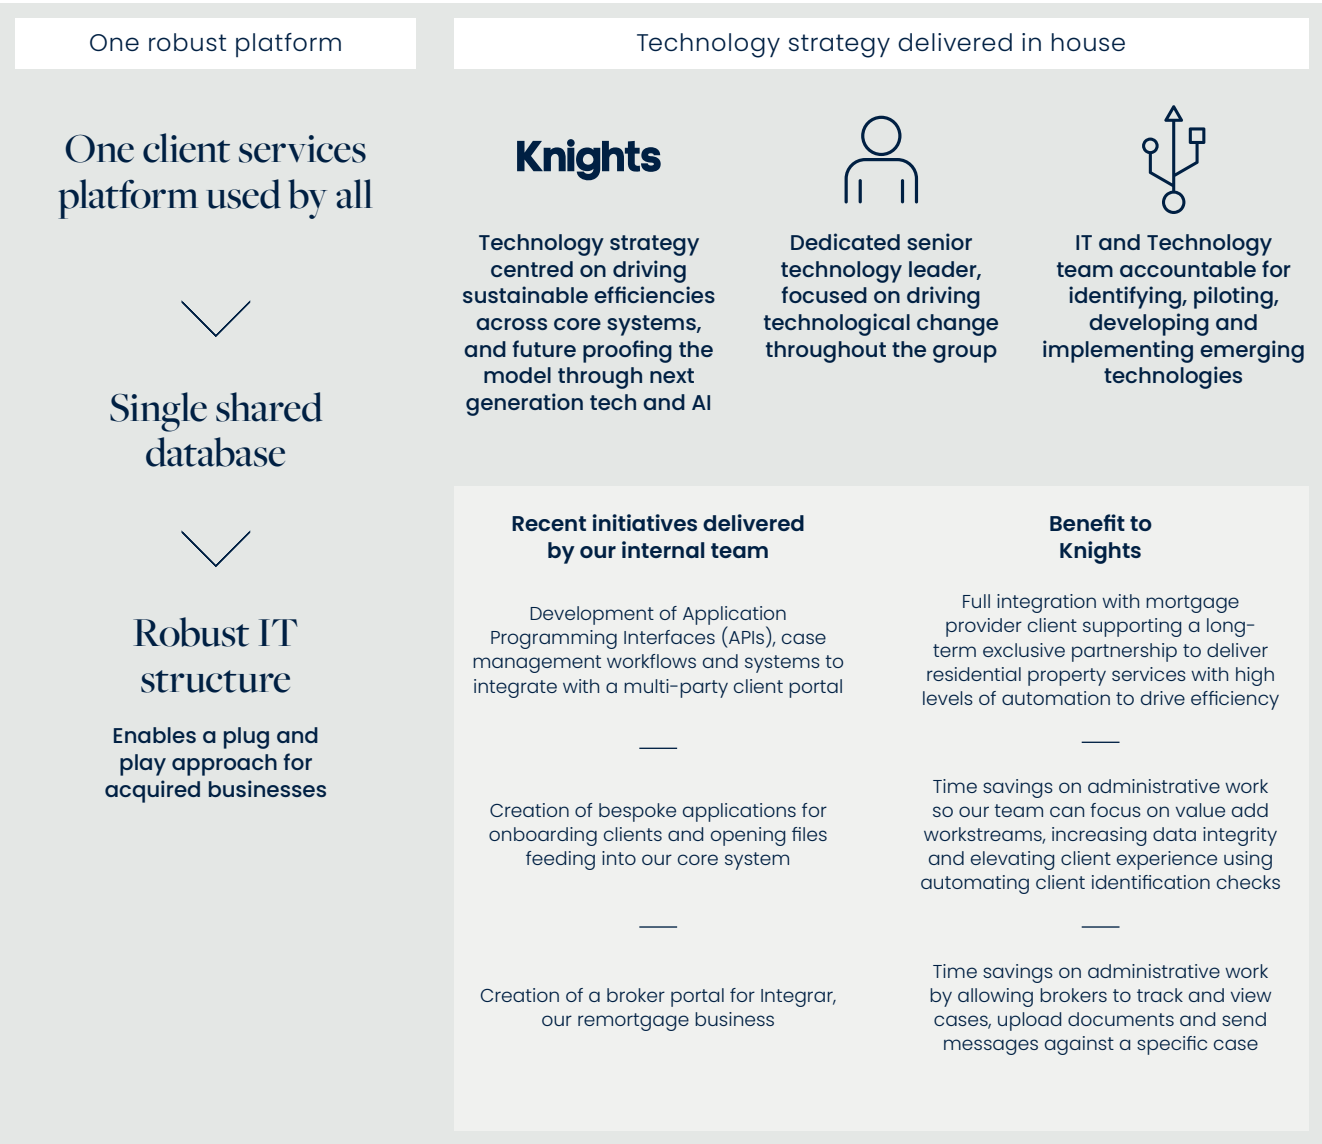 One robust platform
One client services
platform used by all
Single shared
database
Robust IT
structure
Enables a plug and
play approach for
acquired businesses
Technology strategy delivered in house
Knights
Technology strategy
centred on driving
sustainable efficiencies
across core systems,
and future proofing the
model through next
generation tech and AI
Dedicated senior
technology leader,
focused on driving
technological change
throughout the group
IT and Technology
team accountable for
identifying, piloting,
developing and
implementing emerging
technologies
Recent initiatives delivered
by our internal team
Benefit to
Knights
Development of Application
Programming Interfaces (APIs), case
management workflows and systems to
integrate with a multi-party client portal
Full integration with mortgage
provider client supporting a long-
term exclusive partnership to deliver
residential property services with high
levels of automation to drive efficiency
Creation of bespoke applications for
onboarding clients and opening files
feeding into our core system
Time savings on administrative work
so our team can focus on value add
workstreams, increasing data integrity
and elevating client experience using
automating client identification checks
Creation of a broker portal for Integrar,
our remortgage business
Time savings on administrative work
by allowing brokers to track and view
cases, upload documents and send
messages against a specific case